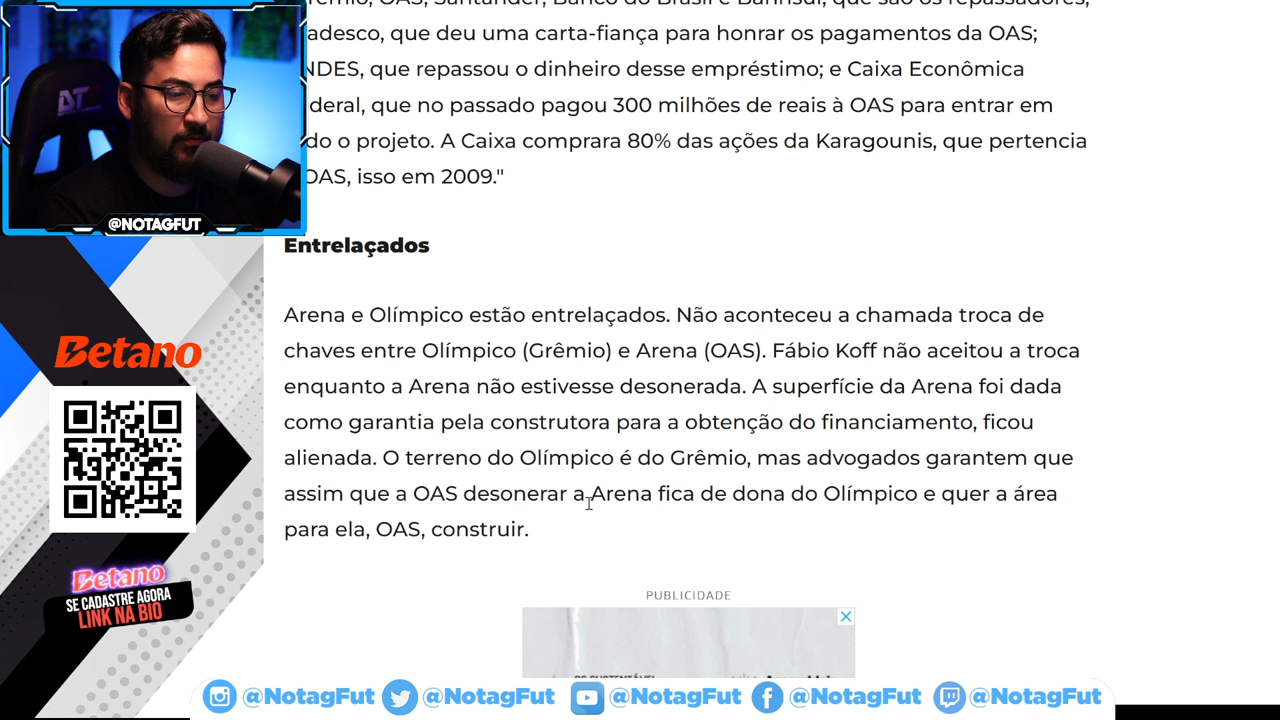 rêmio, OAS, Santander, Banco do Brasil e Banrisul, que são os repassadores,
adesco, que deu uma carta-fiança para honrar os pagamentos da OAS;
NDES, que repassou o dinheiro desse empréstimo; e Caixa Econômica
deral, que no passado pagou 300 milhões de reais à OAS para entrar em
do o projeto. A Caixa comprara 80% das ações da Karagounis, que pertencia
OAS, isso em 2009."
@NOTAGFUT
Entrelaçados
Arena e Olímpico estão entrelaçados. Não aconteceu a chamada troca de
chaves entre Olímpico (Grêmio) e Arena (OAS). Fábio Koff não aceitou a troca
enquanto a Arena não estivesse desonerada. A superfície da Arena foi dada
como garantia pela construtora para a obtenção do financiamento, ficou
alienada. O terreno do Olímpico é do Grêmio, mas advogados garantem que
assim que a OAS desonerar a Arena fica de dona do Olímpico e quer a área
para ela, OAS, construir.
Betano
Betano
SE CADASTRE AGORA
LINK NA BIO
PUBLICIDADE
@NotagFut @NotagFut @NotagFut @NotagFut @NotagFut